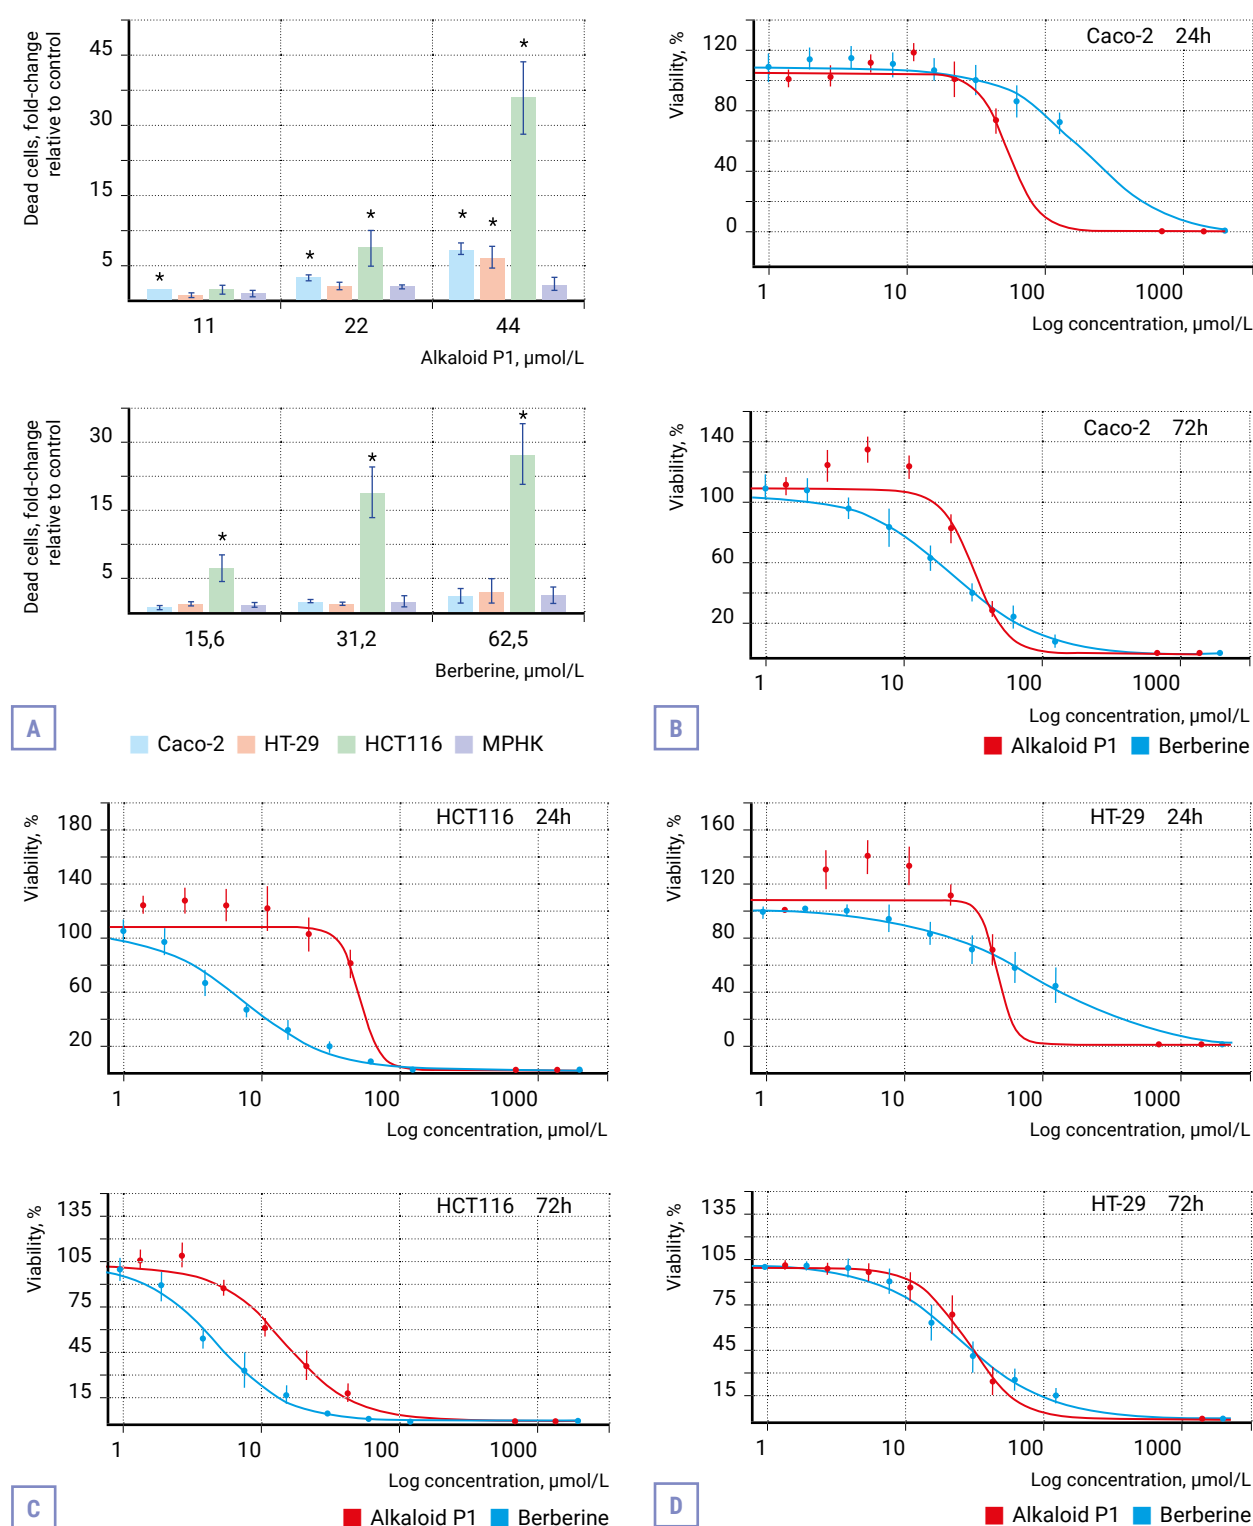 Dead cells, fold-change
relative to control
45
30
15
5
*
*
*
*
*
*
11
22
44
Alkaloid P1, µmol/L
Dead cells, fold-change
relative to control
30
15
5
*
*
*
15,6
31,2
62,5
Berberine, µmol/L
A
Caco-2
HT-29
HCT116
MPHK
Caco-2 24h
Viability, %
120
80
40
0
1
10
100
1000
Log concentration, µmol/L
Caco-2 72h
Viability, %
140
100
60
20
1
10
100
1000
Log concentration, µmol/L
B
Alkaloid P1
Berberine
HCT116 24h
Viability, %
180
140
100
60
20
1
10
100
1000
Log concentration, µmol/L
HCT116 72h
Viability, %
135
105
75
45
15
1
10
100
1000
Log concentration, µmol/L
C
Alkaloid P1
Berberine
HT-29 24h
Viability, %
160
120
80
40
0
1
10
100
1000
Log concentration, µmol/L
HT-29 72h
Viability, %
135
105
75
45
15
1
10
100
1000
Log concentration, µmol/L
D
Alkaloid P1
Berberine